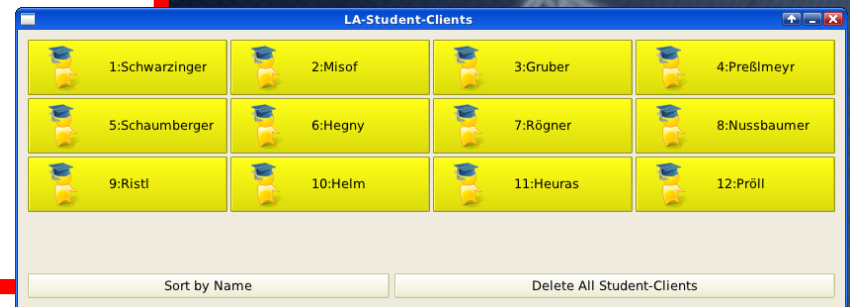 LA-Student-Clients
1:Schwarzinger
2:Misof
3:Gruber
4:Preßlmeyr
5:Schaumberger
6:Hegny
7:Rögner
8:Nussbaumer
9:Ristl
10:Helm
11:Heuras
12:Pröll
Sort by Name
Delete All Student-Clients